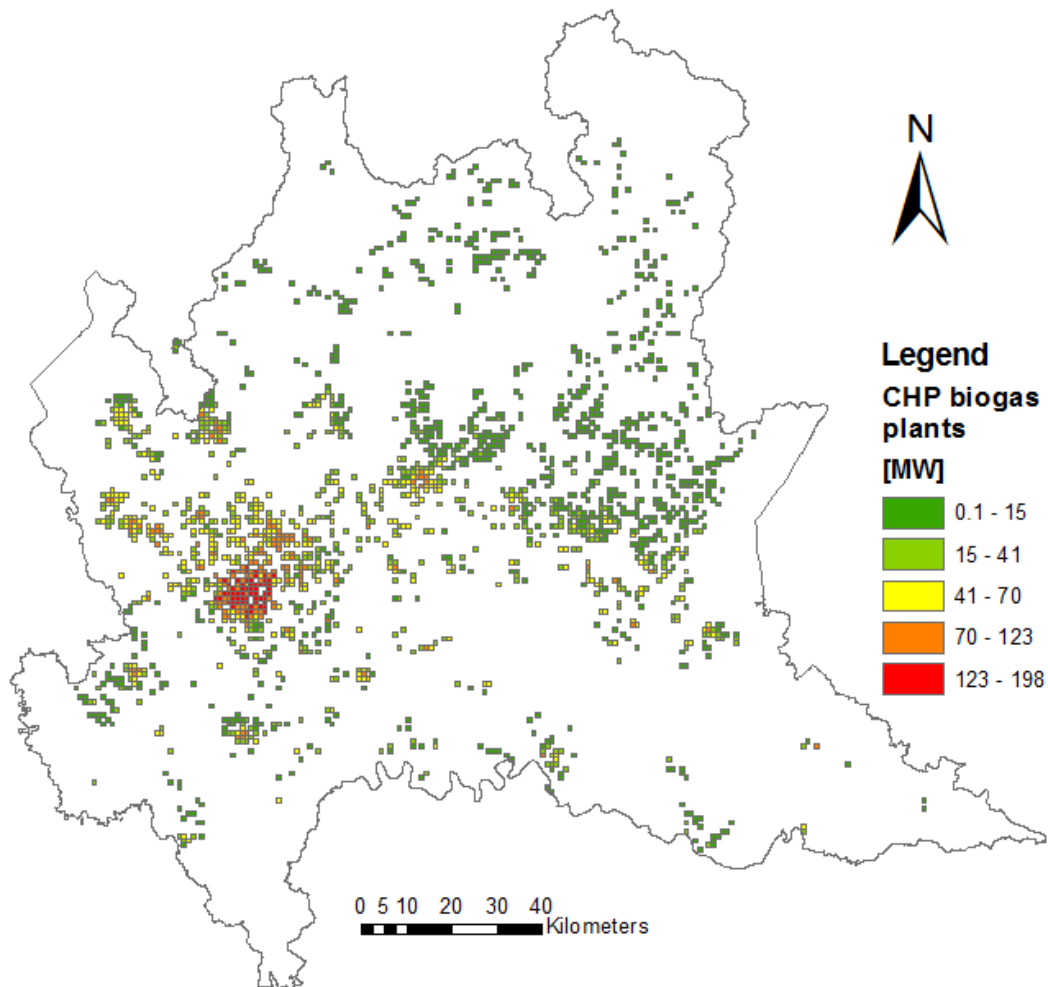 N
Legend
CHP biogas
plants
[MW]
0.1 - 15
15 - 41
41 - 70
70 - 123
123 - 198
0 5 10 20 30 40
Kilometers